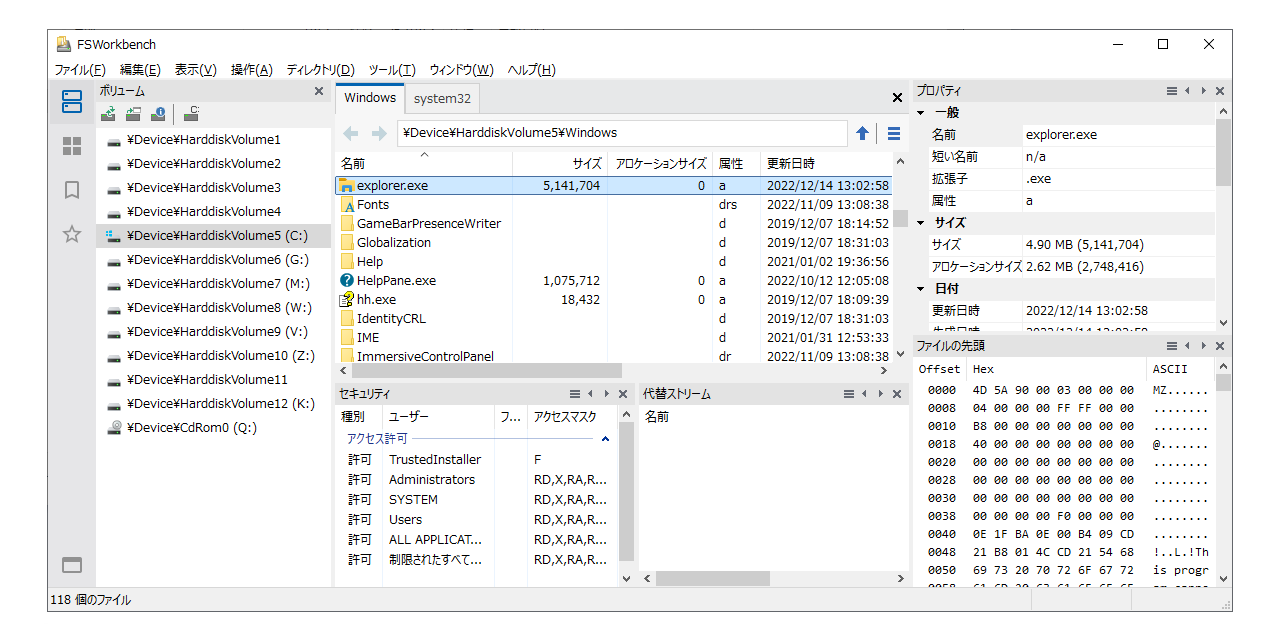 FSWorkbench
ファイル(F) 編集(E) 表示(V) 操作(A) ディレクトリ(D) ツール(T) ウィンドウ(W) ヘルプ(H)
ボリューム
C:
¥Device¥HarddiskVolume1
¥Device¥HarddiskVolume2
¥Device¥HarddiskVolume3
¥Device¥HarddiskVolume4
¥Device¥HarddiskVolume5 (C:)
¥Device¥HarddiskVolume6 (G:)
¥Device¥HarddiskVolume7 (M:)
¥Device¥HarddiskVolume8 (W:)
¥Device¥HarddiskVolume9 (V:)
¥Device¥HarddiskVolume10 (Z:)
¥Device¥HarddiskVolume11
¥Device¥HarddiskVolume12 (K:)
¥Device¥CdRom0 (Q:)
Windows system32
¥Device¥HarddiskVolume5¥Windows
名前 サイズ アロケーションサイズ 属性 更新日時
explorer.exe 5,141,704 0 a 2022/12/14 13:02:58
Fonts drs 2022/11/09 13:08:38
GameBarPresenceWriter d 2019/12/07 18:14:52
Globalization d 2019/12/07 18:31:03
Help d 2021/01/02 19:36:56
HelpPane.exe 1,075,712 0 a 2022/10/12 12:05:08
hh.exe 18,432 0 a 2019/12/07 18:09:39
IdentityCRL d 2019/12/07 18:31:03
IME d 2021/01/31 12:53:33
ImmersiveControlPanel dr 2022/11/09 13:08:38
セキュリティ
種別 ユーザー フ... アクセスマスク
アクセス許可
許可 TrustedInstaller F
許可 Administrators RD,X,RA,R...
許可 SYSTEM RD,X,RA,R...
許可 Users RD,X,RA,R...
許可 ALL APPLICAT... RD,X,RA,R...
許可 制限されたすべて... RD,X,RA,R...
代替ストリーム
名前
プロパティ
一般
名前 explorer.exe
短い名前 n/a
拡張子 .exe
属性 a
サイズ
サイズ 4.90 MB (5,141,704)
アロケーションサイズ 2.62 MB (2,748,416)
日付
更新日時 2022/12/14 13:02:58
ファイルの先頭
Offset Hex ASCII
0000 4D 5A 90 00 03 00 00 00 MZ......
0008 04 00 00 00 FF FF 00 00 ........
0010 B8 00 00 00 00 00 00 00 ........
0018 40 00 00 00 00 00 00 00 @.......
0020 00 00 00 00 00 00 00 00 ........
0028 00 00 00 00 00 00 00 00 ........
0030 00 00 00 00 00 00 00 00 ........
0038 00 00 00 00 F0 00 00 00 ........
0040 0E 1F BA 0E 00 B4 09 CD ........
0048 21 B8 01 4C CD 21 54 68 !..L.!Th
0050 69 73 20 70 72 6F 67 72 is progr
118 個のファイル